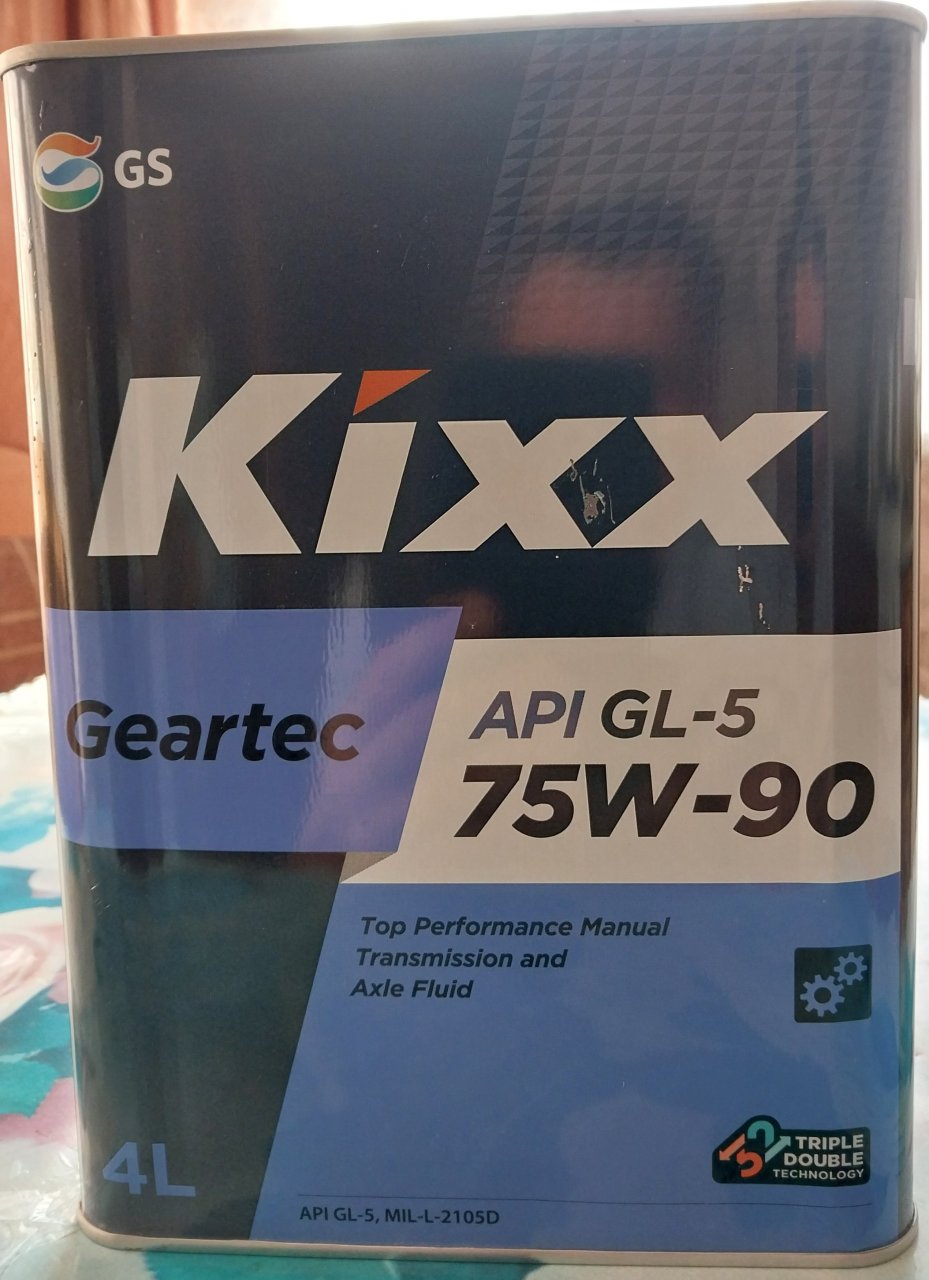 GS
Kixx
Geartec
API GL-5
75W-90
Top Performance Manual
Transmission and
Axle Fluid
TRIPLE
DOUBLE
TECHNOLOGY
4L
API GL-5, MIL-L-2105D